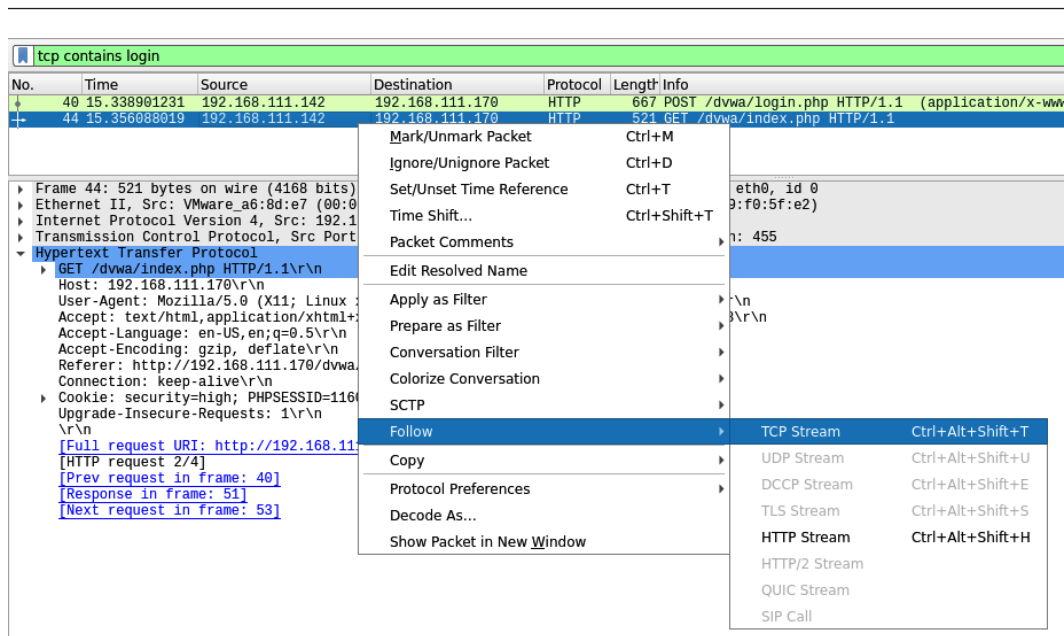 tcp contains login
No. Time Source Destination Protocol Length Info
40 15.338901231 192.168.111.142 192.168.111.170 HTTP 667 POST /dvwa/login.php HTTP/1.1 (application/x-www
44 15.356088019 192.168.111.142 192.168.111.170 HTTP 521 GET /dvwa/index.php HTTP/1.1
Mark/Unmark Packet Ctrl+M
Ignore/Unignore Packet Ctrl+D
Set/Unset Time Reference Ctrl+T
Time Shift... Ctrl+Shift+T
Packet Comments
Edit Resolved Name
Apply as Filter
Prepare as Filter
Conversation Filter
Colorize Conversation
SCTP
Follow
Copy
Protocol Preferences
Decode As...
Show Packet in New Window
TCP Stream Ctrl+Alt+Shift+T
UDP Stream Ctrl+Alt+Shift+U
DCCP Stream Ctrl+Alt+Shift+E
TLS Stream Ctrl+Alt+Shift+S
HTTP Stream Ctrl+Alt+Shift+H
HTTP/2 Stream
QUIC Stream
SIP Call
Frame 44: 521 bytes on wire (4168 bits) eth0, id 0
Ethernet II, Src: VMware_a6:8d:e7 (00:0 9:f0:5f:e2)
Internet Protocol Version 4, Src: 192.1
Transmission Control Protocol, Src Port n: 455
Hypertext Transfer Protocol
GET /dvwa/index.php HTTP/1.1\r\n
Host: 192.168.111.170\r\n
User-Agent: Mozilla/5.0 (X11; Linux \r\n
Accept: text/html,application/xhtml+ \r\n
Accept-Language: en-US,en;q=0.5\r\n
Accept-Encoding: gzip, deflate\r\n
Referer: http://192.168.111.170/dvwa
Connection: keep-alive\r\n
Cookie: security=high; PHPSESSID=116
Upgrade-Insecure-Requests: 1\r\n
\r\n
[Full request URI: http://192.168.11
[HTTP request 2/4]
[Prev request in frame: 40]
[Response in frame: 51]
[Next request in frame: 53]